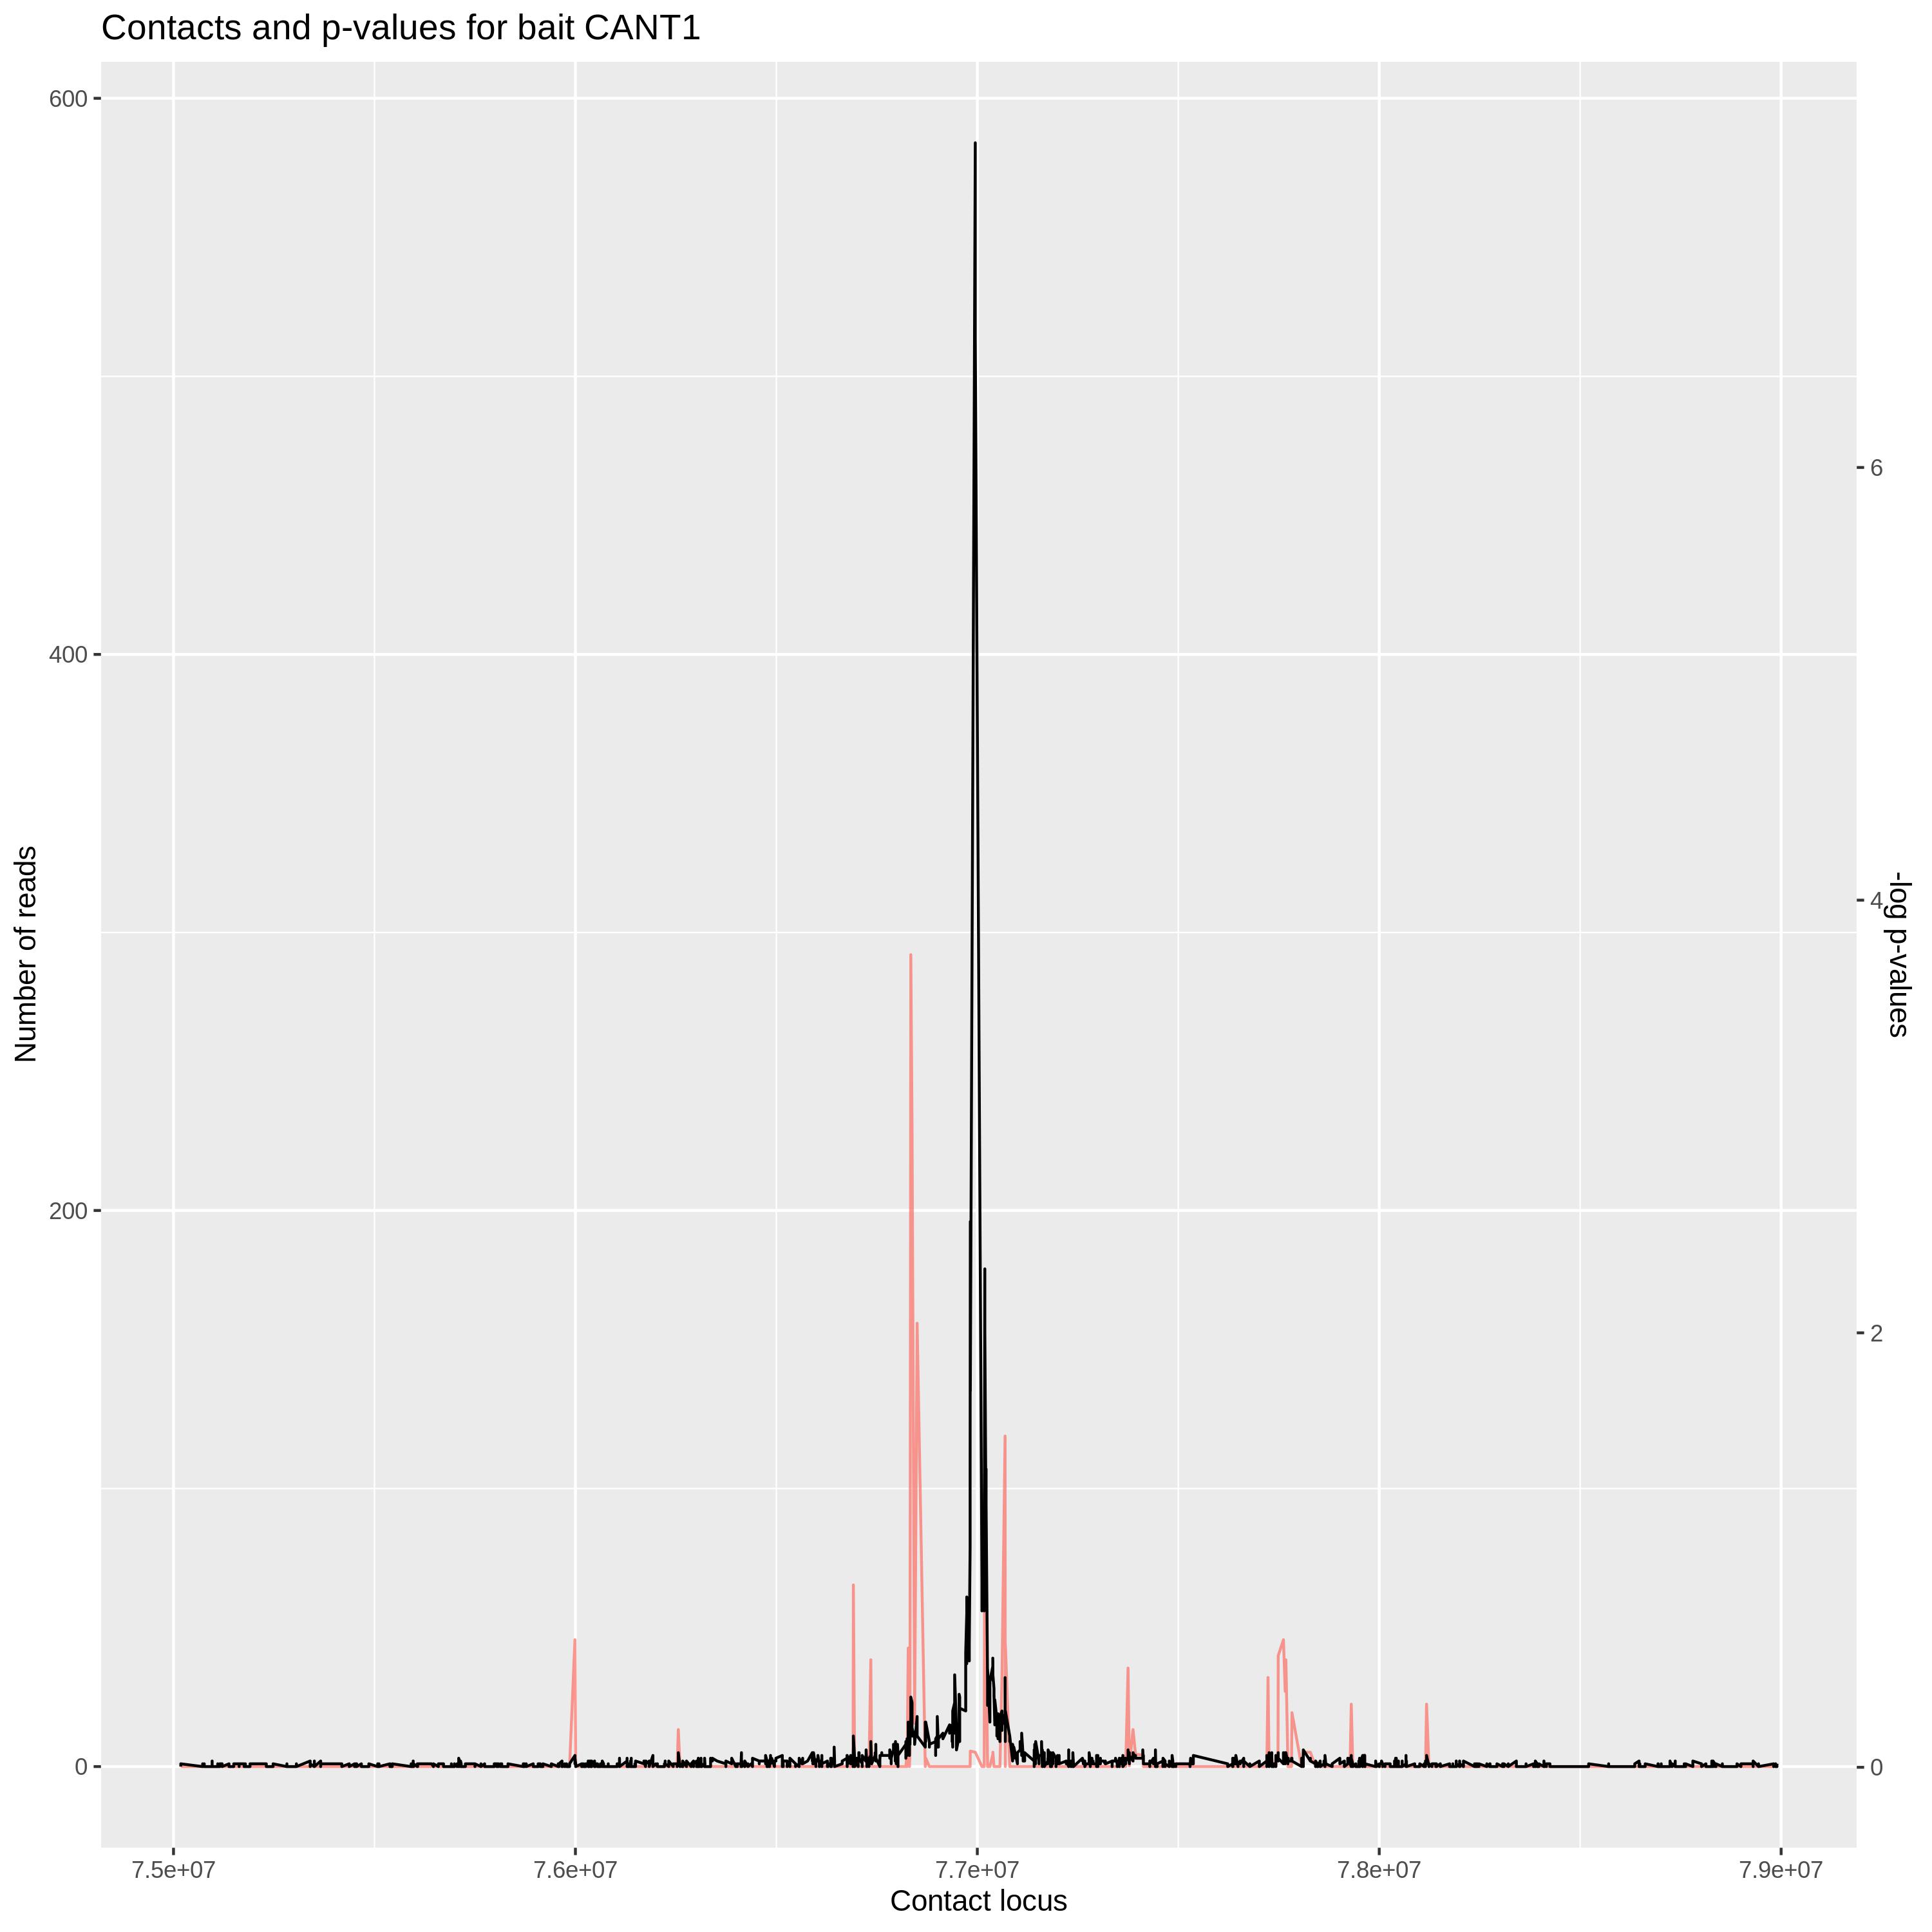 Contacts and p-values for bait CANT1
600
400
200
0
Number of reads
6
4
2
0
-log p-values
7.5e+07
7.6e+07
7.7e+07
7.8e+07
7.9e+07
Contact locus